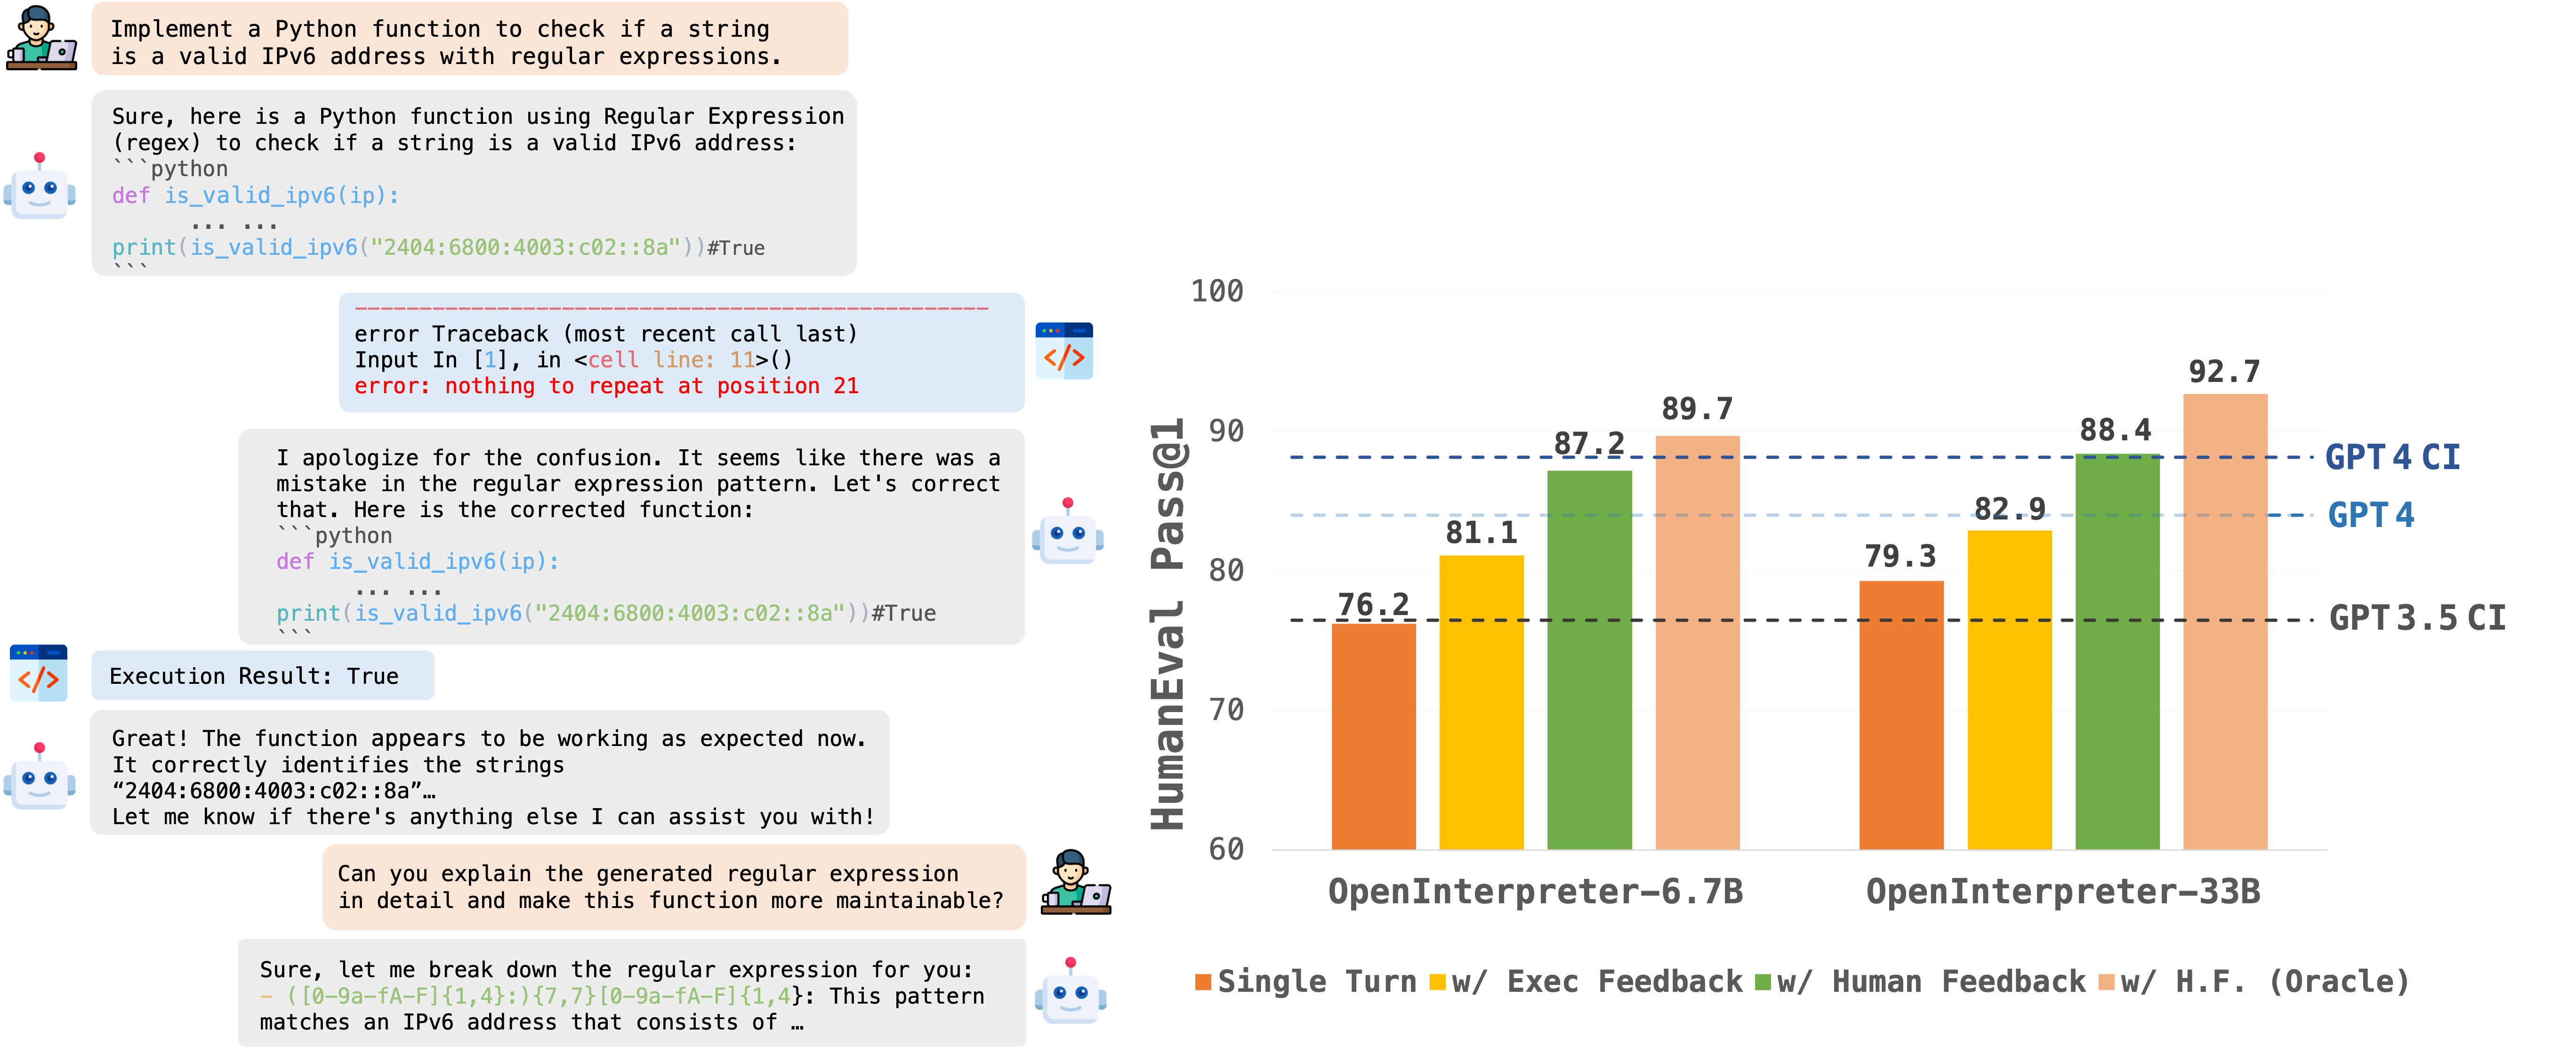 Implement a Python function to check if a string
is a valid IPv6 address with regular expressions.
Sure, here is a Python function using Regular Expression
(regex) to check if a string is a valid IPv6 address:
```python
def is_valid_ipv6(ip):
... ...
print(is_valid_ipv6("2404:6800:4003:c02::8a"))#True
```
error Traceback (most recent call last)
Input In [1], in <cell line: 11>()
error: nothing to repeat at position 21
I apologize for the confusion. It seems like there was a
mistake in the regular expression pattern. Let's correct
that. Here is the corrected function:
```python
def is_valid_ipv6(ip):
... ...
print(is_valid_ipv6("2404:6800:4003:c02::8a"))#True
```
Execution Result: True
Great! The function appears to be working as expected now.
It correctly identifies the strings
“2404:6800:4003:c02::8a”…
Let me know if there's anything else I can assist you with!
Can you explain the generated regular expression
in detail and make this function more maintainable?
Sure, let me break down the regular expression for you:
- ([0-9a-fA-F]{1,4}:){7,7}[0-9a-fA-F]{1,4}: This pattern
matches an IPv6 address that consists of …
HumanEval Pass@1
100
90
80
70
60
76.2
81.1
87.2
89.7
79.3
82.9
88.4
92.7
GPT 4 CI
GPT 4
GPT 3.5 CI
OpenInterpreter-6.7B
OpenInterpreter-33B
Single Turn
w/ Exec Feedback
w/ Human Feedback
w/ H.F. (Oracle)